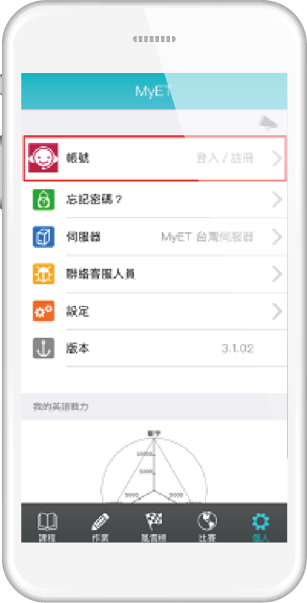 MyET
帳號 登入 / 註冊
忘記密碼？
伺服器 MyET 台灣伺服器
聯絡客服人員
設定
版本 3.1.02
我的英語戰力
單字
10000
5000
5000 5000
課程 作業 風雲榜 比賽 個人